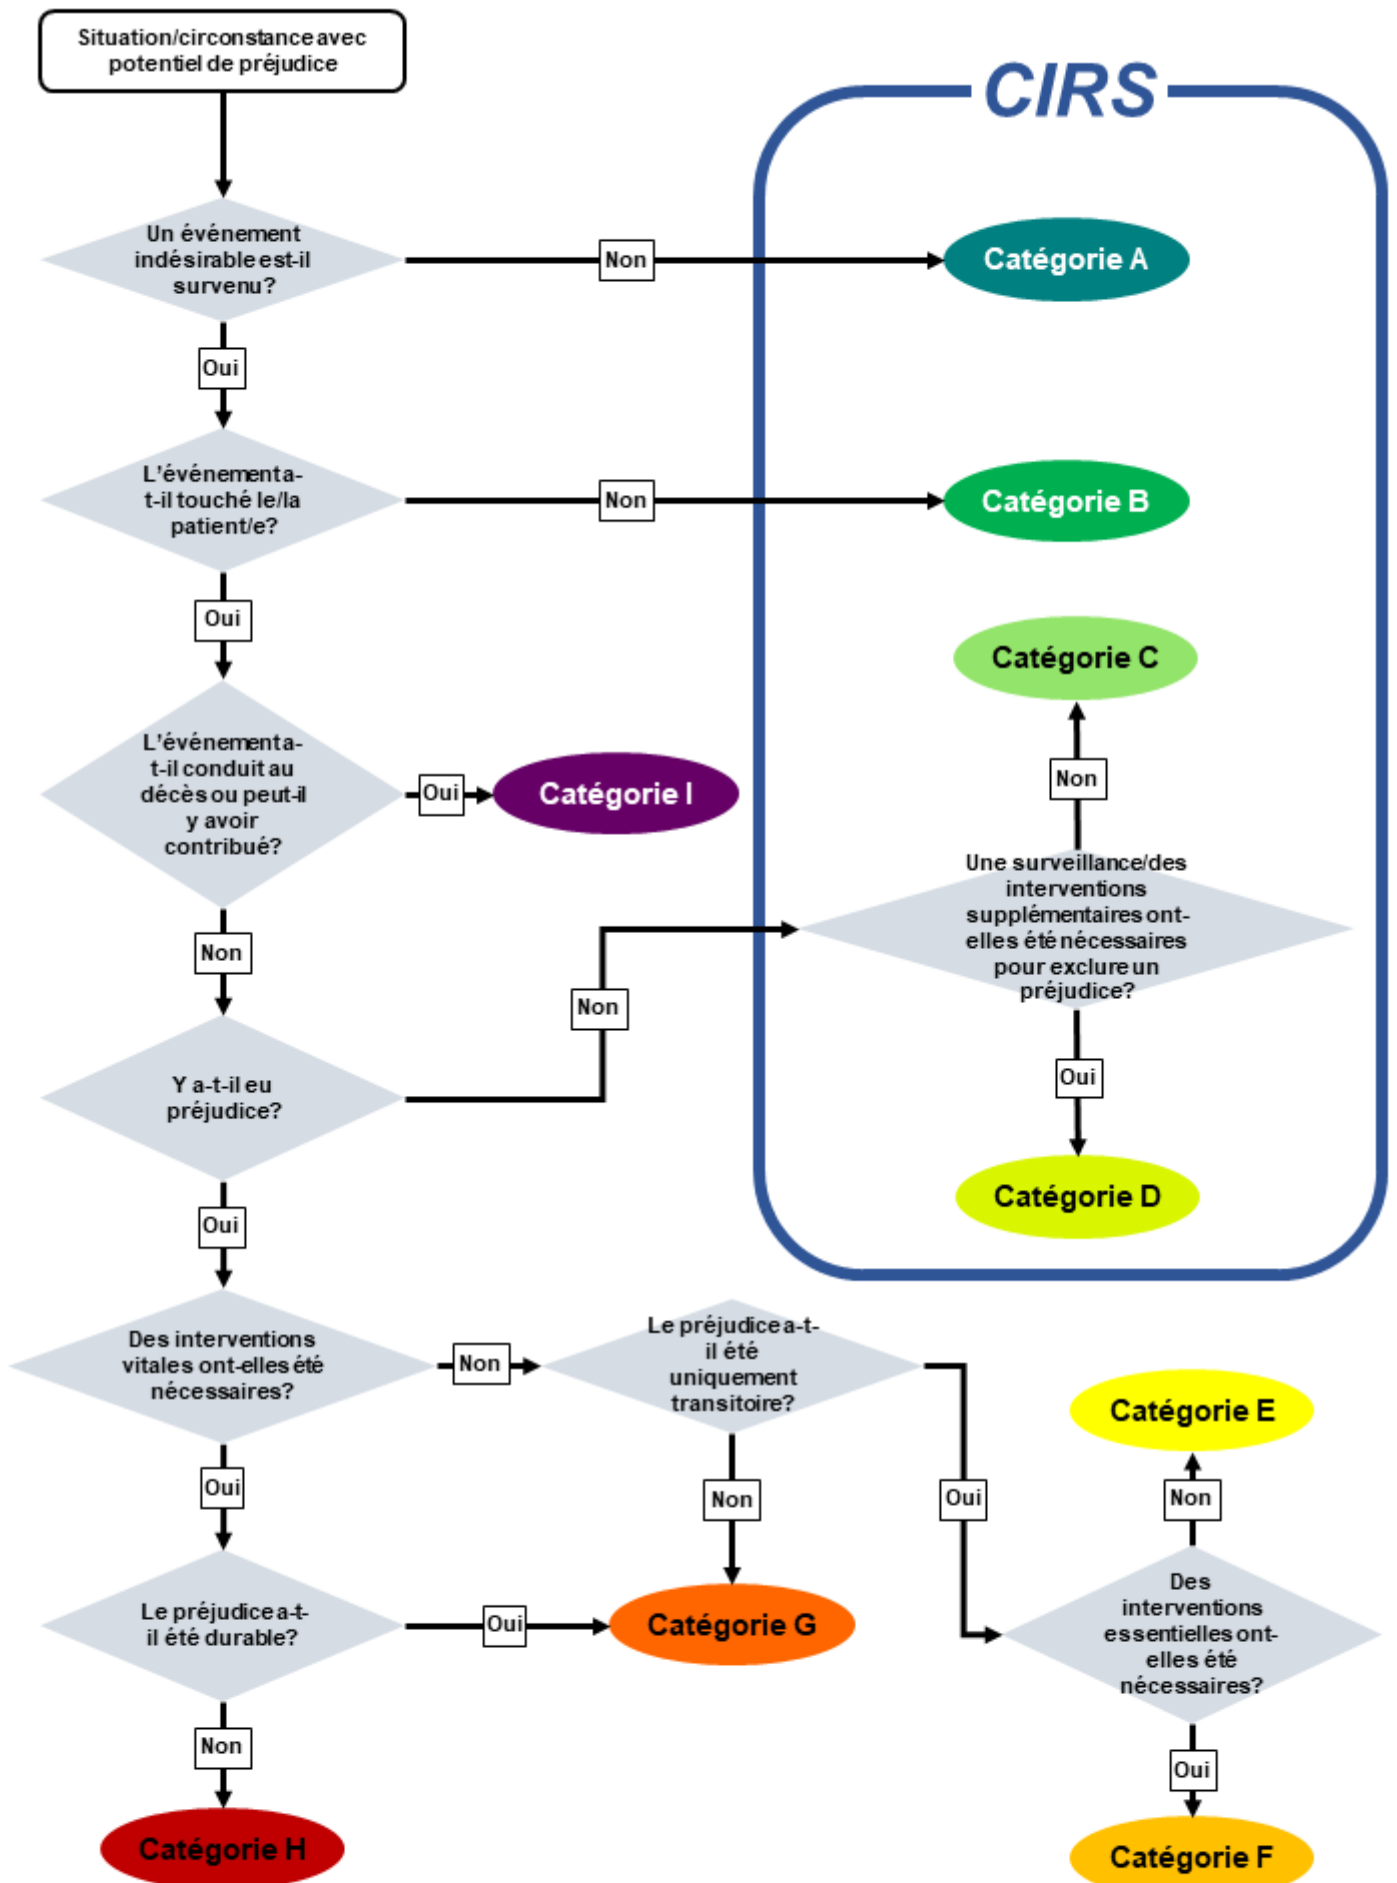 Situation/circonstance avec
potentiel de préjudice
CIRS
Un événement
indésirable est-il
survenu?
Non
Catégorie A
Oui
L'événement a-
t-il touché le/la
patient/e?
Non
Catégorie B
Oui
Catégorie C
Non
L'événement a-
t-il conduit au
décès ou peut-il
y avoir
contribué?
Oui
Catégorie I
Une surveillance/des
interventions
supplémentaires ont-
elles été nécessaires
pour exclure un
préjudice?
Non
Non
Oui
Y a-t-il eu
préjudice?
Catégorie D
Oui
Des interventions
vitales ont-elles été
nécessaires?
Non
Le préjudice a-t-
il été
uniquement
transitoire?
Catégorie E
Oui
Non
Oui
Non
Le préjudice a-t-
il été durable?
Oui
Catégorie G
Des
interventions
essentielles ont-
elles été
nécessaires?
Non
Oui
Catégorie H
Catégorie F